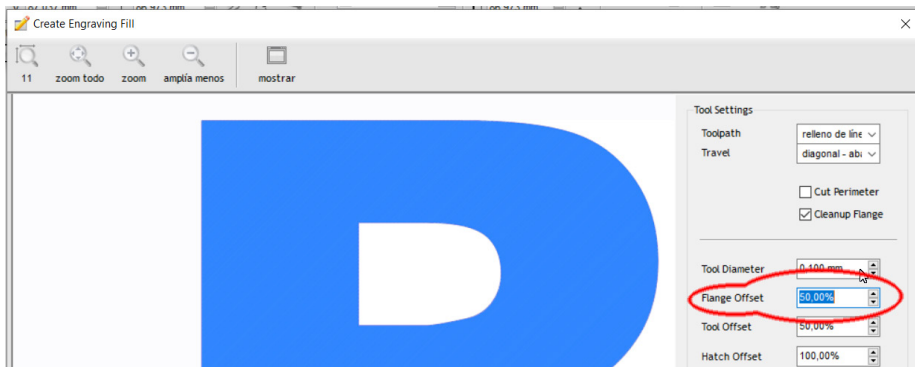 Create Engraving Fill
11 zoom todo zoom amplía menos mostrar
Tool Settings
Toolpath relleno de líne
Travel diagonal - aba
Cut Perimeter
Cleanup Flange
Tool Diameter 0,100 mm
Flange Offset 50,00%
Tool Offset 50,00%
Hatch Offset 100,00%